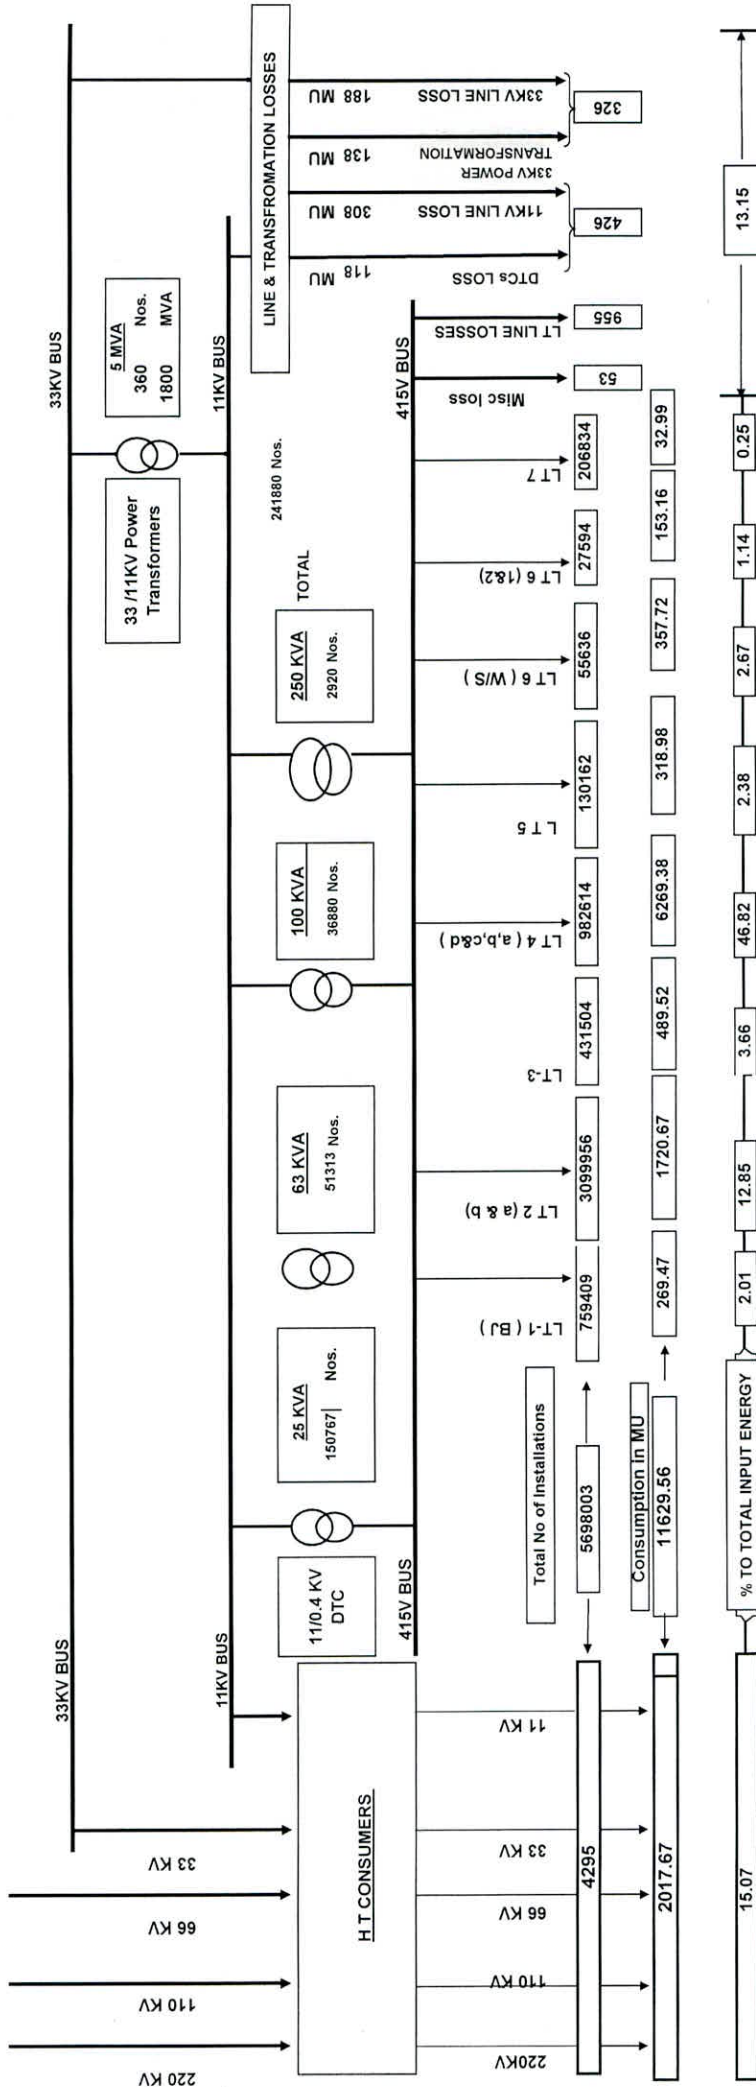 220 KV
110 KV
66 KV
33 KV
33KV BUS
33KV BUS
33 /11KV Power
Transformers
5 MVA
360 Nos.
1800 MVA
11KV BUS
11KV BUS
H T CONSUMERS
11/0.4 KV
DTC
25 KVA
150767| Nos.
63 KVA
51313 Nos.
100 KVA
36880 Nos.
250 KVA
2920 Nos.
TOTAL
241880 Nos.
LINE & TRANSFROMATION LOSSES
415V BUS
415V BUS
118 MU
308 MU
138 MU
188 MU
DTCs LOSS
11KV LINE LOSS
33KV POWER
TRANSFORMATION
33KV LINE LOSS
220KV
110 KV
66 KV
33 KV
11 KV
LT-1 ( BJ )
LT 2 (a & b)
LT-3
LT 4 ( a,b,c&d )
LT 5
LT 6 ( W/S )
LT 6 (1&2)
LT 7
Misc loss
LT LINE LOSSES
Total No of Installations
4295
5698003
759409
3099956
431504
982614
130162
55636
27594
206834
53
955
426
326
Consumption in MU
2017.67
11629.56
269.47
1720.67
489.52
6269.38
318.98
357.72
153.16
32.99
15.07
% TO TOTAL INPUT ENERGY
2.01
12.85
3.66
46.82
2.38
2.67
1.14
0.25
13.15